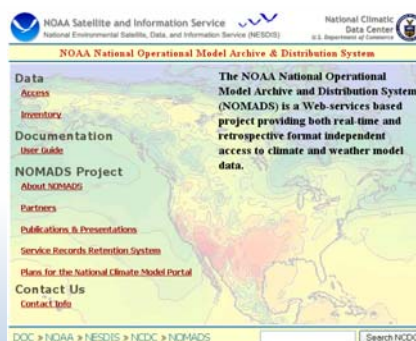 NOAA Satellite and Information Service
National Environmental Satellite, Data, and Information Service (NESDIS)
National Climatic
Data Center
U.S. Department of Commerce
NOAA National Operational Model Archive & Distribution System
Data
Access
Inventory
Documentation
User Guide
NOMADS Project
About NOMADS
Partners
Publications & Presentations
Service Records Retention System
Plans for the National Climate Model Portal
Contact Us
Contact Info
The NOAA National Operational
Model Archive and Distribution System
(NOMADS) is a Web-services based
project providing both real-time and
retrospective format independent
access to climate and weather model
data.
DOC » NOAA » NESDIS » NCDC » NOMADS
Search NCDC